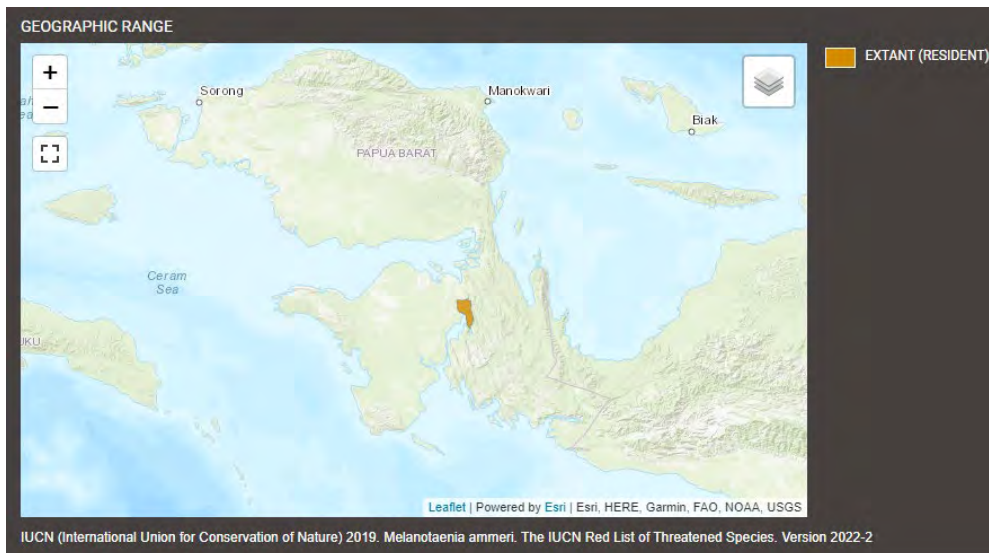 GEOGRAPHIC RANGE
EXTANT (RESIDENT)
+
−
Sorong
Manokwari
Biak
PAPUA BARAT
Ceram
Sea
UKU
Leaflet | Powered by Esri | Esri, HERE, Garmin, FAO, NOAA, USGS
IUCN (International Union for Conservation of Nature) 2019. Melanotaenia ammeri. The IUCN Red List of Threatened Species. Version 2022-2